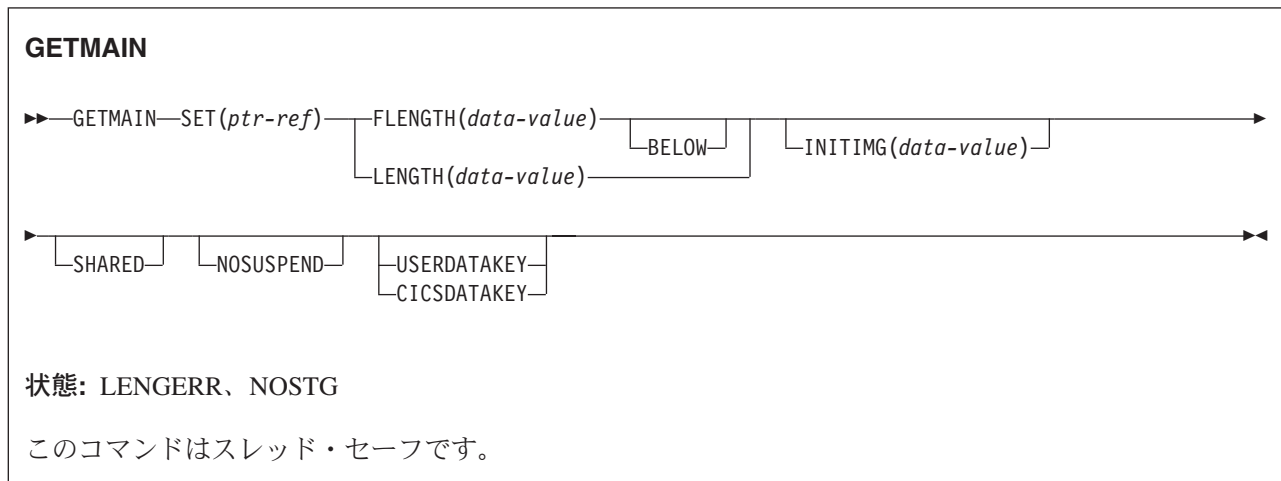 GETMAIN
GETMAIN SET(ptr-ref) FLENGTH(data-value)
BELOW INITIMG(data-value)
LENGTH(data-value)
SHARED NOSUSPEND USERDATAKEY
CICSDATAKEY
状態: LENGERR、NOSTG
このコマンドはスレッド・セーフです。